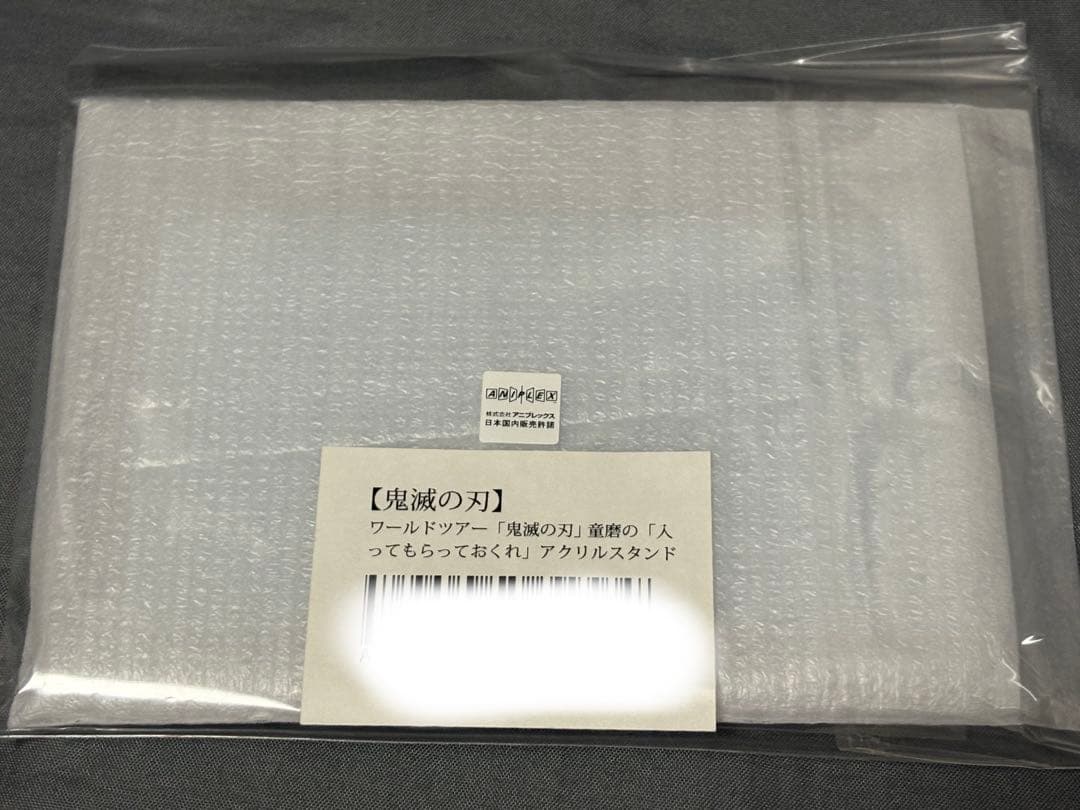 ANIPLEX
株式会社アニプレックス
日本国内販売許諾
【鬼滅の刃】
ワールドツアー「鬼滅の刃」童磨の「入
ってもらっておくれ」アクリルスタンド